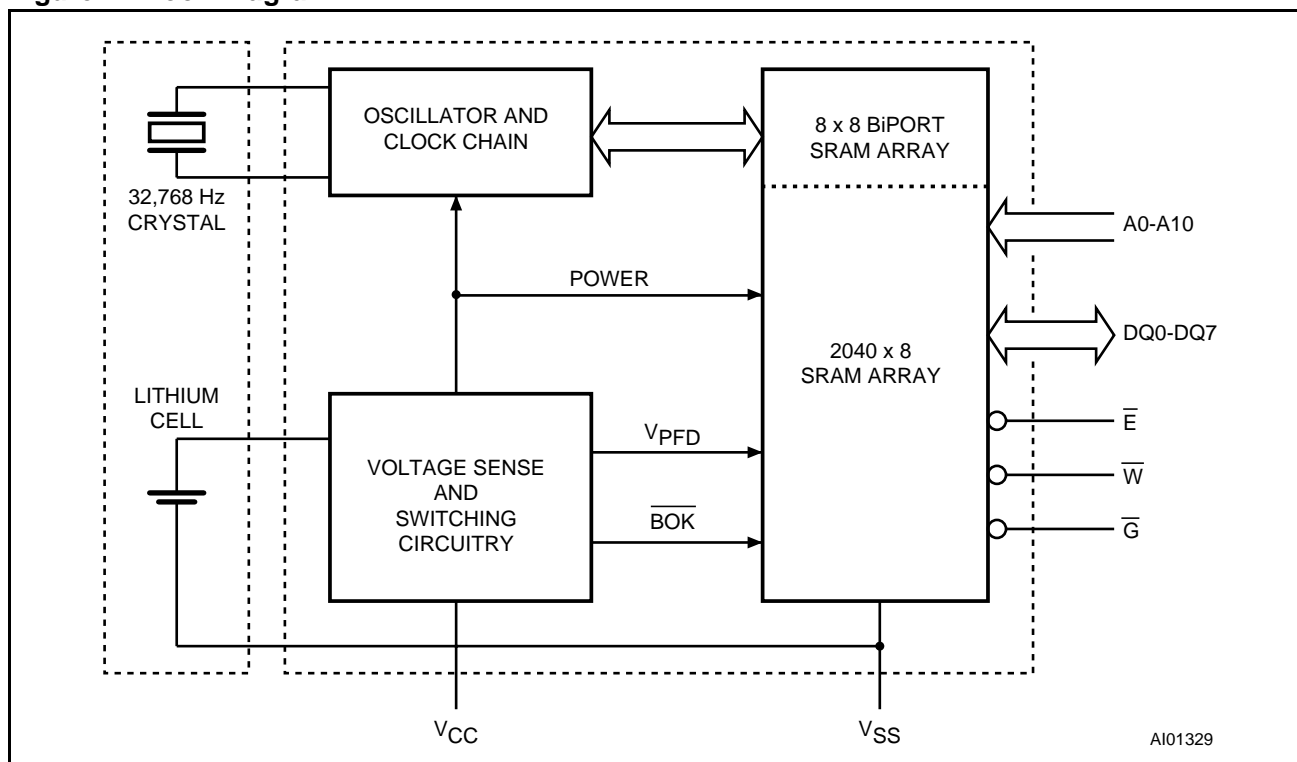 OSCILLATOR AND
CLOCK CHAIN
8 x 8 BiPORT
SRAM ARRAY
32,768 Hz
CRYSTAL
A0-A10
POWER
DQ0-DQ7
2040 x 8
SRAM ARRAY
LITHIUM
CELL
E̅
VPFD
VOLTAGE SENSE
AND
SWITCHING
CIRCUITRY
W̅
B̅O̅K̅
G̅
VCC
VSS
AI01329